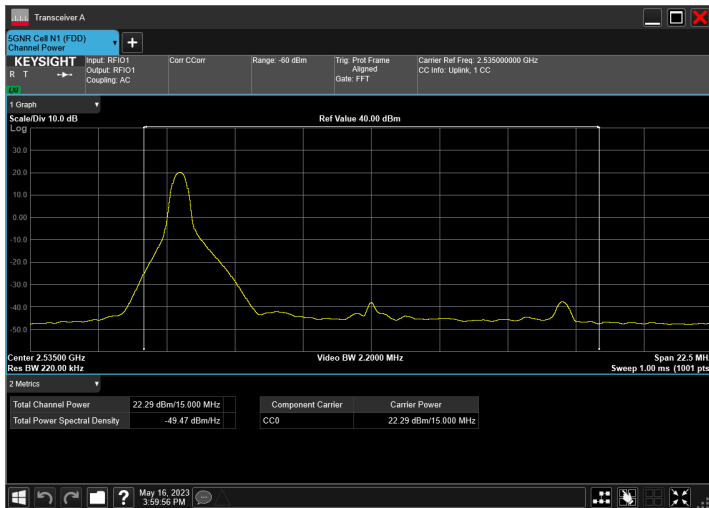 Transceiver A
5GNR Cell N1 (FDD)
Channel Power
KEYSIGHT
R T
LXI
Input: RFIO1
Output: RFIO1
Coupling: AC
Corr CCorr
Range: -60 dBm
Trig: Prot Frame
Aligned
Gate: FFT
Carrier Ref Freq: 2.535000000 GHz
CC Info: Uplink, 1 CC
1 Graph
Scale/Div 10.0 dB
Ref Value 40.00 dBm
Log
30.0
20.0
10.0
0.00
-10.0
-20.0
-30.0
-40.0
-50.0
Center 2.53500 GHz
Video BW 2.2000 MHz
Span 22.5 MH
Res BW 220.00 kHz
Sweep 1.00 ms (1001 pts
2 Metrics
Total Channel Power 22.29 dBm/15.000 MHz
Total Power Spectral Density -49.47 dBm/Hz
Component Carrier Carrier Power
CC0 22.29 dBm/15.000 MHz
?
May 16, 2023
3:59:56 PM